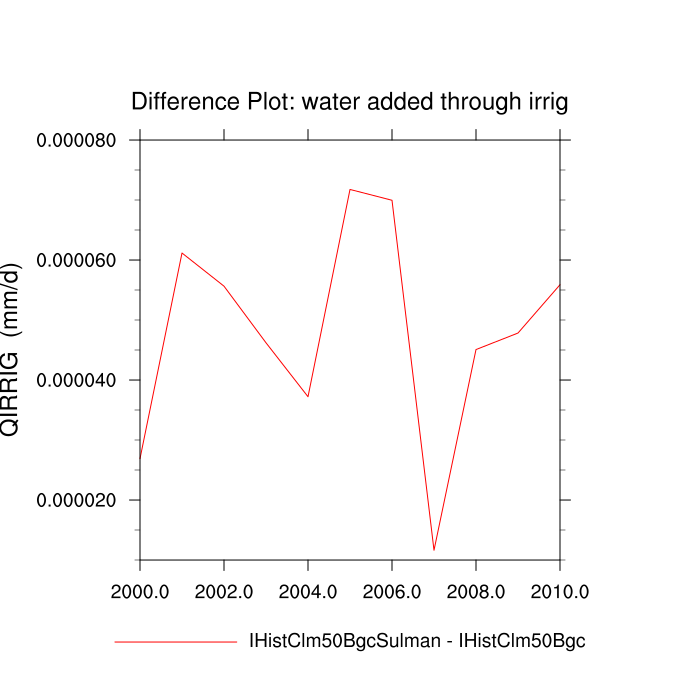 Difference Plot: water added through irrig
0.000080
0.000060
0.000040
0.000020
QIRRIG (mm/d)
2000.0 2002.0 2004.0 2006.0 2008.0 2010.0
IHistClm50BgcSulman - IHistClm50Bgc